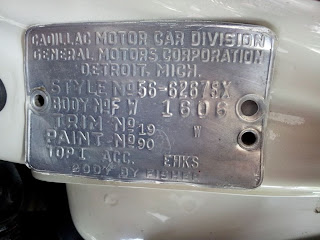 CADILLAC MOTOR CAR DIVISION
GENERAL MOTORS CORPORATION
DETROIT, MICH.
STYLE No 56-6267SX
BODY No FW 1606
TRIM-No 19 W
PAINT-No 90
TOP I ACC. EHKS
BODY BY FISHER